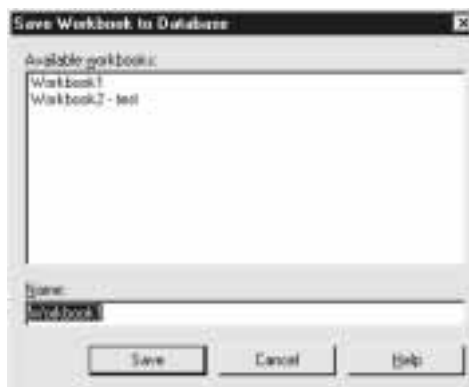 Save Workbook to Database
Available workbooks:
Workbook1
Workbook2 - test
Name:
Workbook1
Save Cancel Help